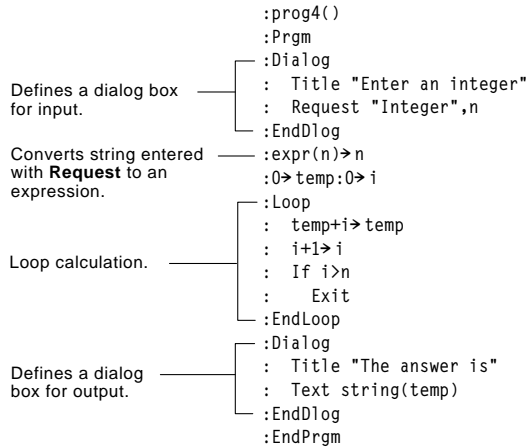 :prog4()
:Prgm
:Dialog
: Title "Enter an integer"
: Request "Integer",n
:EndDlog
Defines a dialog box
for input.
:expr(n)→n
Converts string entered
with Request to an
expression.
:0→temp:0→i
:Loop
: temp+i→temp
: i+1→i
: If i>n
: Exit
:EndLoop
Loop calculation.
:Dialog
: Title "The answer is"
: Text string(temp)
:EndDlog
Defines a dialog
box for output.
:EndPrgm